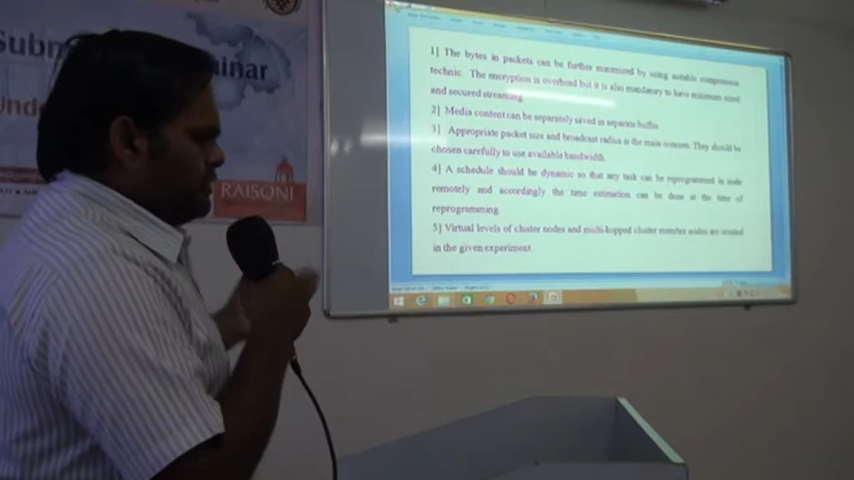 Subm
inar
Unde
RAISONI
1] The bytes in packets can be further minimized by using suitable compression
technic. The encryption is overhead but it is also mandatory to have minimum sized
and secured streaming.
2] Media content can be separately saved in separate buffer.
3] Appropriate packet size and broadcast radius is the main concern. They should be
chosen carefully to use available bandwidth.
4] A schedule should be dynamic so that any task can be reprogrammed in node
remotely and accordingly the time estimation can be done at the time of
reprogramming.
5] Virtual levels of cluster nodes and multi-hopped cluster member nodes are created
in the given experiment.